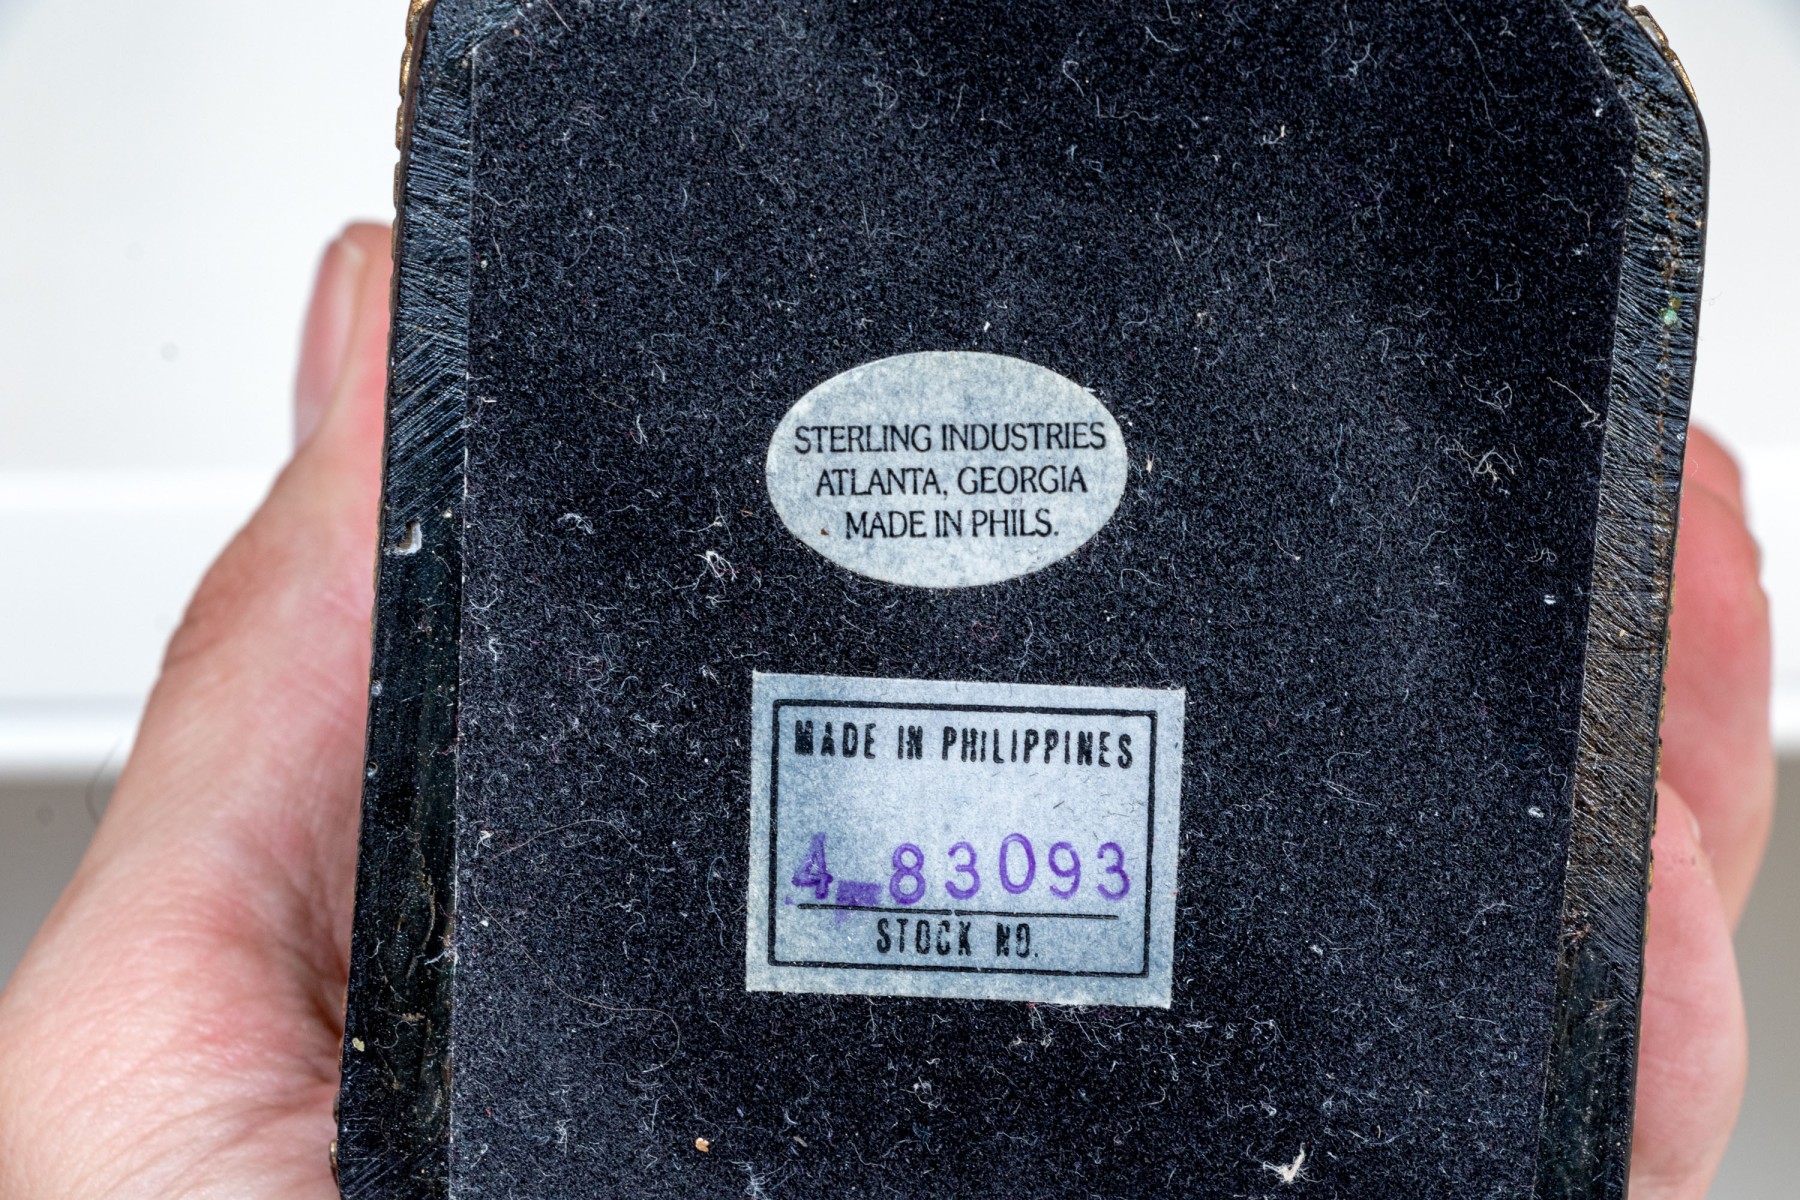 STERLING INDUSTRIES
ATLANTA, GEORGIA
MADE IN PHILS.
MADE IN PHILIPPINES
4-83093
STOCK NO.